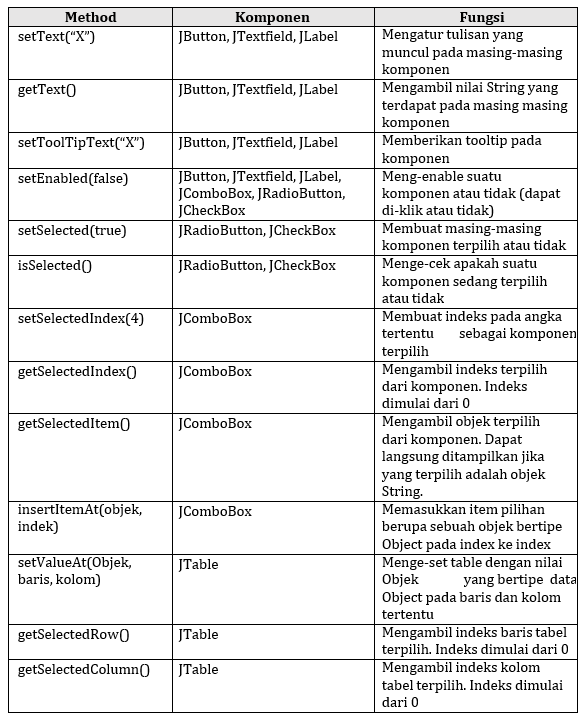 Method Komponen Fungsi
setText(“X”) JButton, JTextfield, JLabel Mengatur tulisan yang
muncul pada masing-masing
komponen
getText() JButton, JTextfield, JLabel Mengambil nilai String yang
terdapat pada masing masing
komponen
setToolTipText(“X”) JButton, JTextfield, JLabel Memberikan tooltip pada
komponen
setEnabled(false) JButton, JTextfield, JLabel, Meng-enable suatu
JComboBox, JRadioButton, komponen atau tidak (dapat
JCheckBox di-klik atau tidak)
setSelected(true) JRadioButton, JCheckBox Membuat masing-masing
komponen terpilih atau tidak
isSelected() JRadioButton, JCheckBox Menge-cek apakah suatu
komponen sedang terpilih
atau tidak
setSelectedIndex(4) JComboBox Membuat indeks pada angka
tertentu sebagai komponen
terpilih
getSelectedIndex() JComboBox Mengambil indeks terpilih
dari komponen. Indeks
dimulai dari 0
getSelectedItem() JComboBox Mengambil objek terpilih
dari komponen. Dapat
langsung ditampilkan jika
yang terpilih adalah objek
String.
insertItemAt(objek, JComboBox Memasukkan item pilihan
indek) berupa sebuah objek bertipe
Object pada index ke index
setValueAt(Objek, JTable Menge-set table dengan nilai
baris, kolom) Objek yang bertipe data
Object pada baris dan kolom
tertentu
getSelectedRow() JTable Mengambil indeks baris tabel
terpilih. Indeks dimulai dari 0
getSelectedColumn() JTable Mengambil indeks kolom
tabel terpilih. Indeks dimulai
dari 0